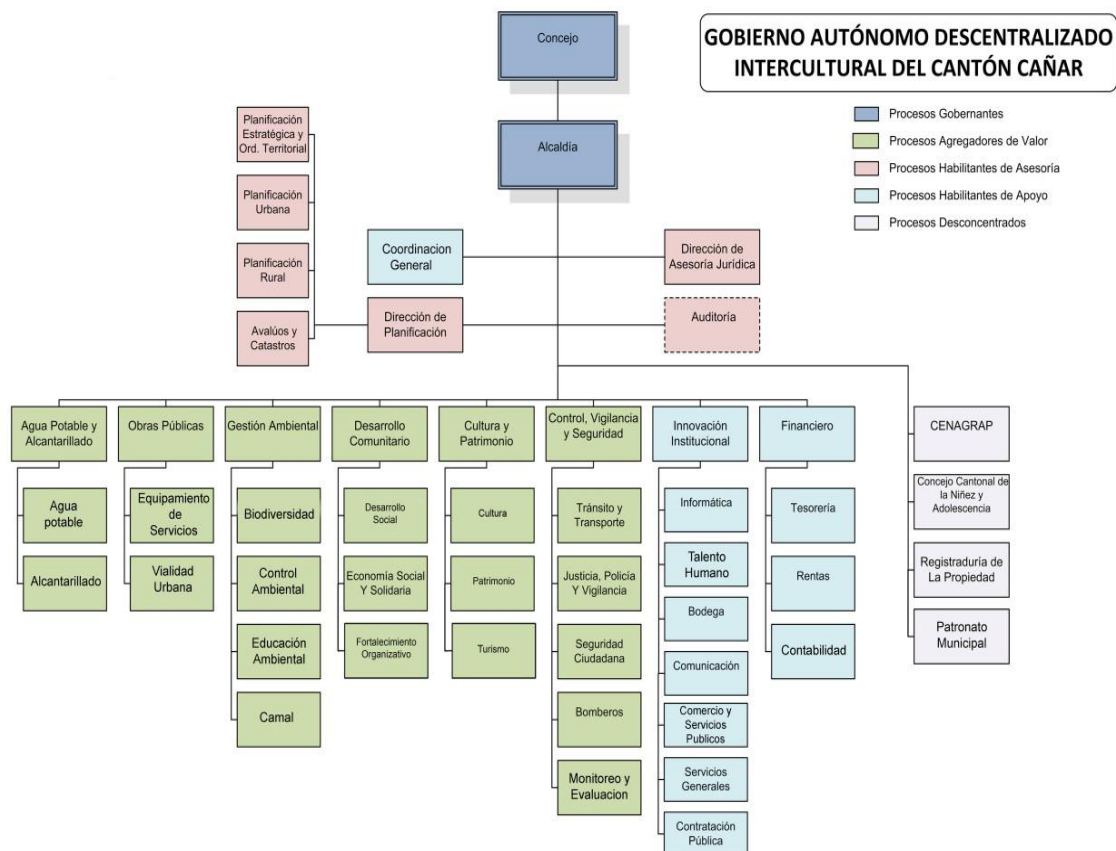 Concejo
GOBIERNO AUTÓNOMO DESCENTRALIZADO
INTERCULTURAL DEL CANTÓN CAÑAR
Procesos Gobernantes
Procesos Agregadores de Valor
Procesos Habilitantes de Asesoría
Procesos Habilitantes de Apoyo
Procesos Desconcentrados
Alcaldía
Planificación
Estratégica y
Ord. Territorial
Planificación
Urbana
Planificación
Rural
Avalúos y
Catastros
Coordinacion
General
Dirección de
Asesoría Jurídica
Dirección de
Planificación
Auditoría
Agua Potable y
Alcantarillado
Agua
potable
Alcantarillado
Obras Públicas
Equipamiento
de
Servicios
Vialidad
Urbana
Gestión Ambiental
Biodiversidad
Control
Ambiental
Educación
Ambiental
Camal
Desarrollo
Comunitario
Desarrollo
Social
Economía Social
Y Solidaria
Fortalecimiento
Organizativo
Cultura y
Patrimonio
Cultura
Patrimonio
Turismo
Control, Vigilancia
y Seguridad
Tránsito y
Transporte
Justicia, Policía
Y Vigilancia
Seguridad
Ciudadana
Bomberos
Monitoreo y
Evaluacion
Innovación
Institucional
Informática
Talento
Humano
Bodega
Comunicación
Comercio y
Servicios
Publicos
Servicios
Generales
Contratación
Pública
Financiero
Tesorería
Rentas
Contabilidad
CENAGRAP
Concejo Cantonal de
la Niñez y
Adolescencia
Registraduría de
La Propiedad
Patronato
Municipal